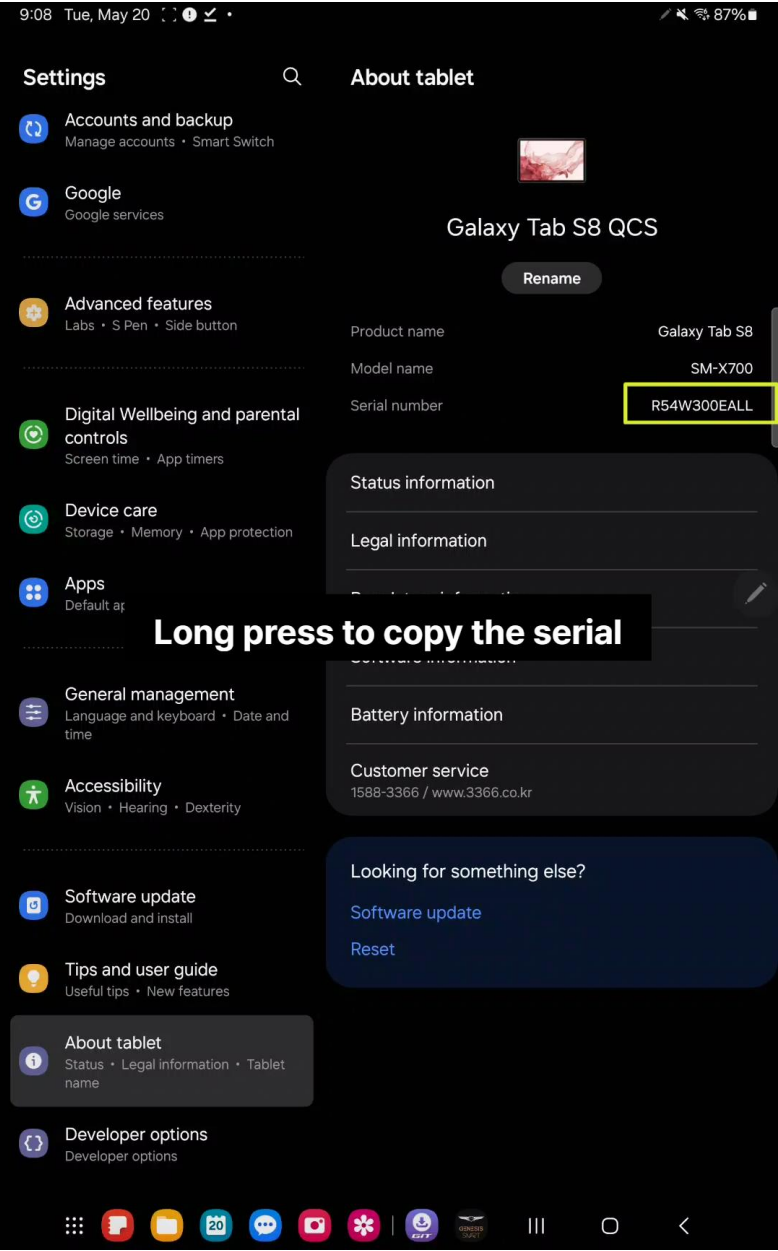 9:08 Tue, May 20
87%
Settings
Accounts and backup
Manage accounts • Smart Switch
Google
Google services
Advanced features
Labs • S Pen • Side button
Digital Wellbeing and parental
controls
Screen time • App timers
Device care
Storage • Memory • App protection
Apps
Default
General management
Language and keyboard • Date and
time
Accessibility
Vision • Hearing • Dexterity
Software update
Download and install
Tips and user guide
Useful tips • New features
About tablet
Status • Legal information • Tablet
name
Developer options
Developer options
About tablet
Galaxy Tab S8 QCS
Rename
Product name Galaxy Tab S8
Model name SM-X700
Serial number R54W300EALL
Status information
Legal information
Long press to copy the serial
Battery information
Customer service
1588-3366 / www.3366.co.kr
Looking for something else?
Software update
Reset
20
GIT
GENESIS